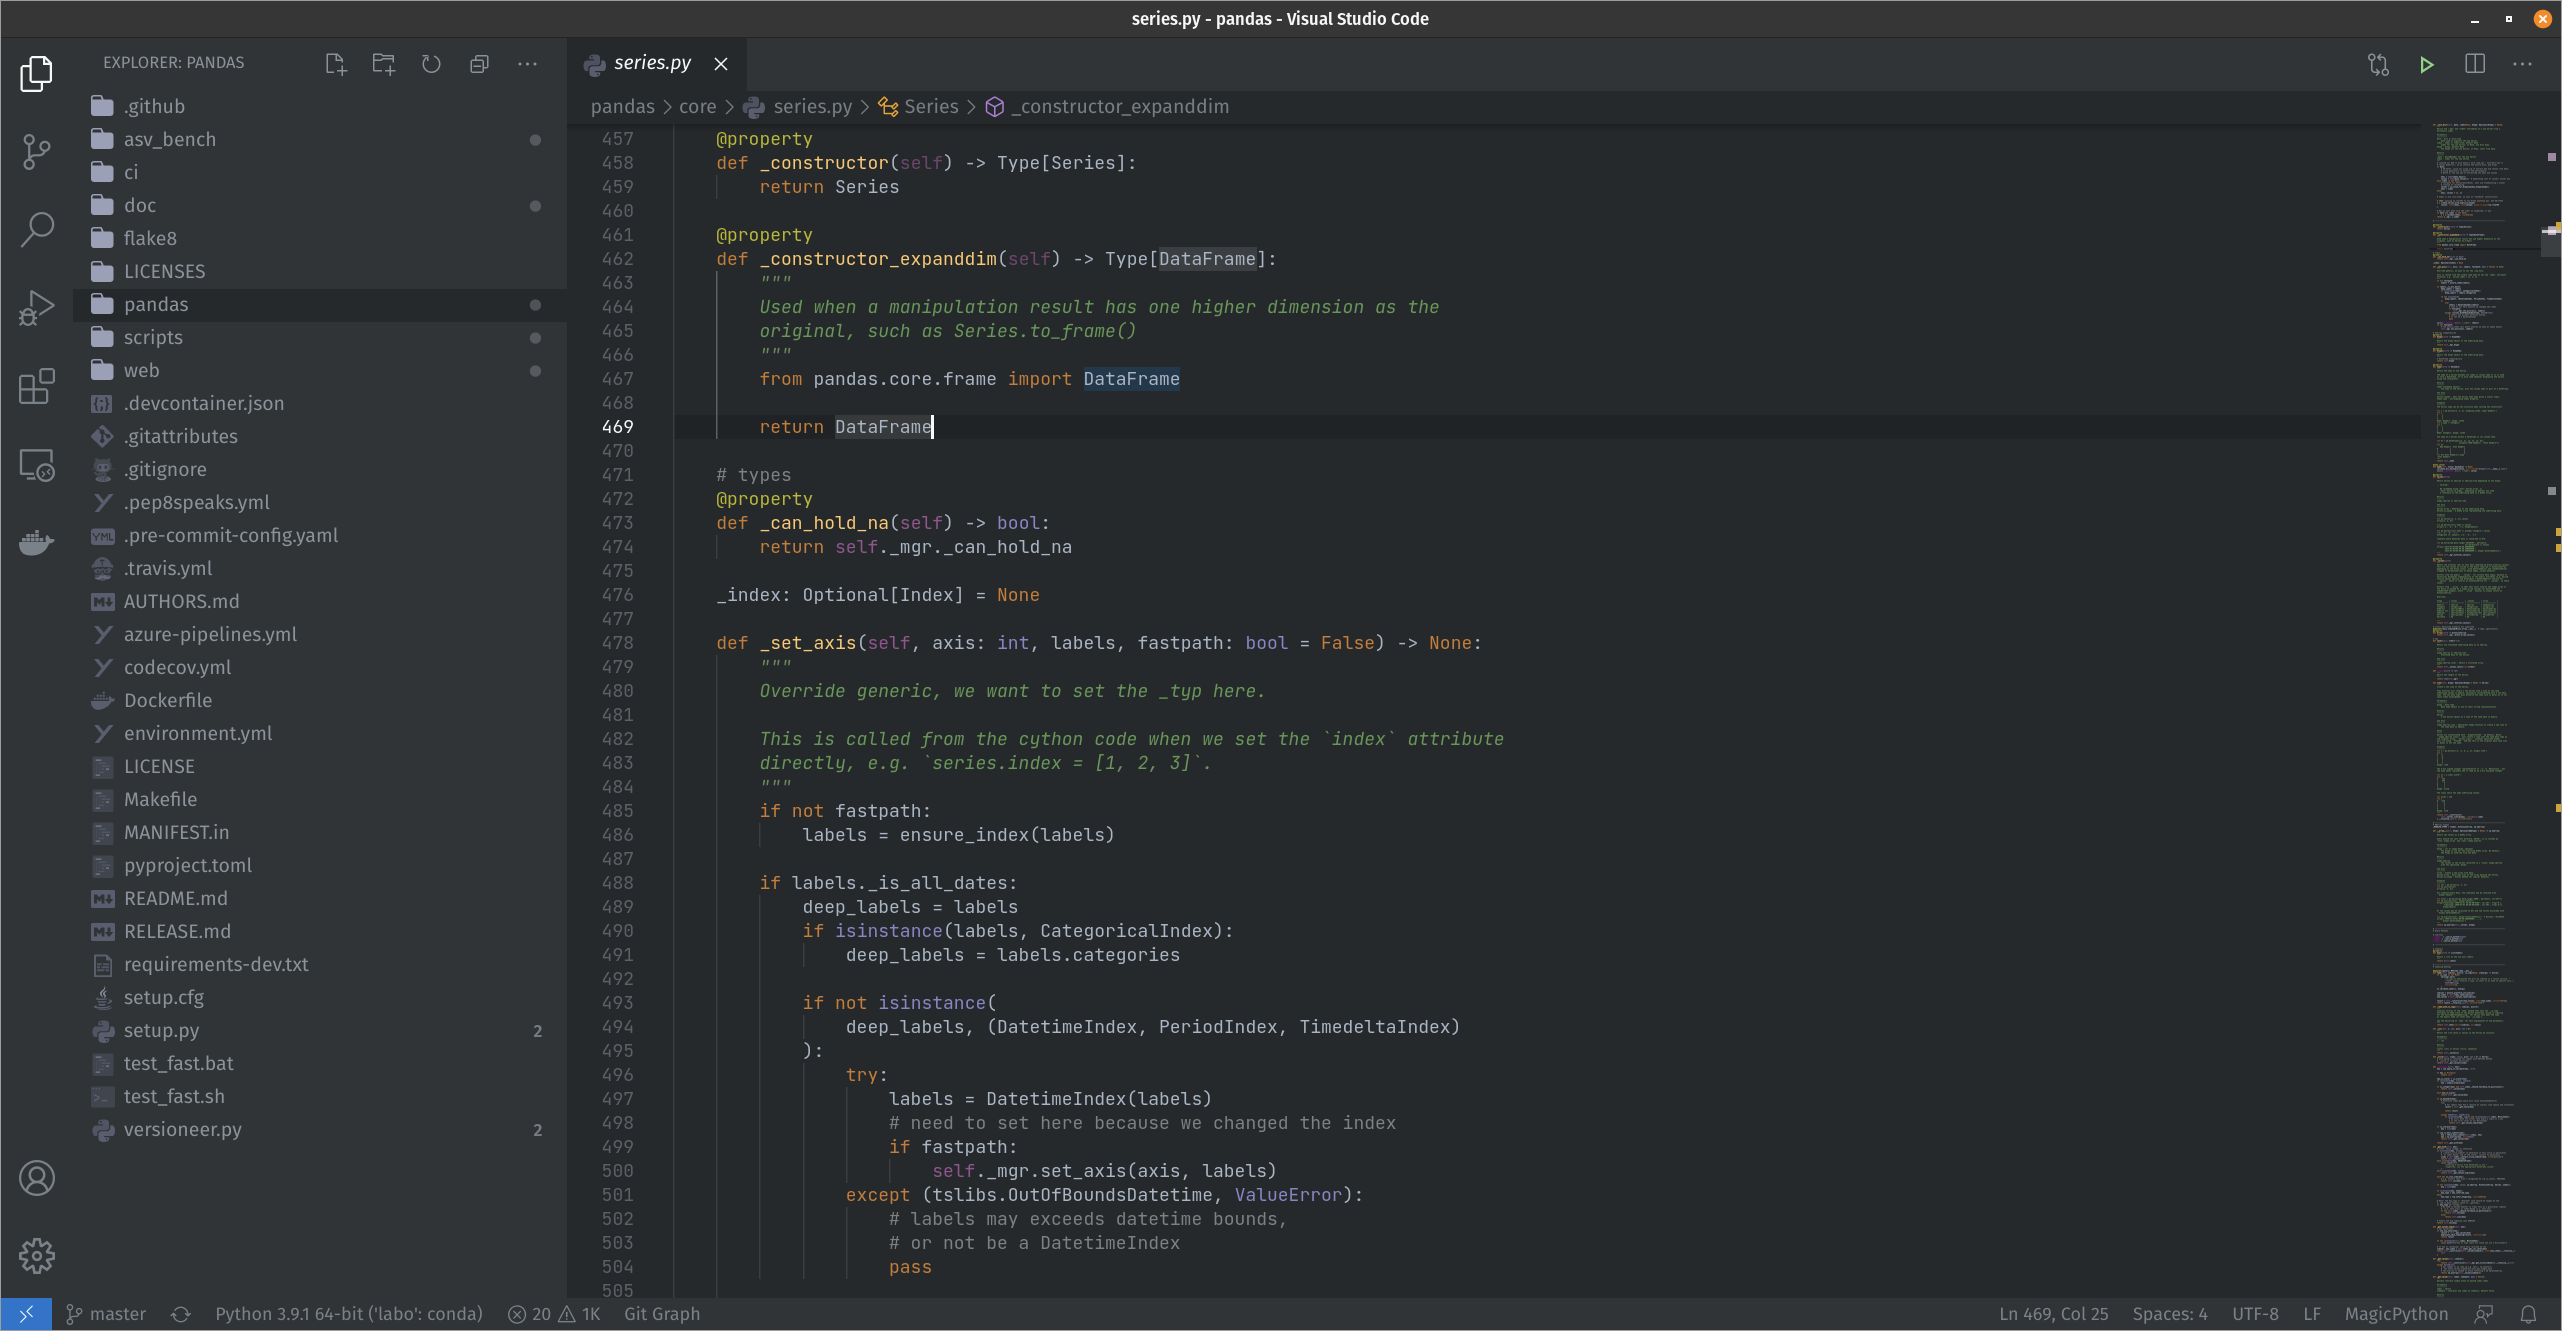 series.py - pandas - Visual Studio Code
EXPLORER: PANDAS
.github
asv_bench
ci
doc
flake8
LICENSES
pandas
scripts
web
.devcontainer.json
.gitattributes
.gitignore
.pep8speaks.yml
.pre-commit-config.yaml
.travis.yml
AUTHORS.md
azure-pipelines.yml
codecov.yml
Dockerfile
environment.yml
LICENSE
Makefile
MANIFEST.in
pyproject.toml
README.md
RELEASE.md
requirements-dev.txt
setup.cfg
setup.py 2
test_fast.bat
test_fast.sh
versioneer.py 2
series.py
pandas > core > series.py > Series > _constructor_expanddim
457 @property
458 def _constructor(self) -> Type[Series]:
459 return Series
460
461 @property
462 def _constructor_expanddim(self) -> Type[DataFrame]:
463 """
464 Used when a manipulation result has one higher dimension as the
465 original, such as Series.to_frame()
466 """
467 from pandas.core.frame import DataFrame
468
469 return DataFrame
470
471 # types
472 @property
473 def _can_hold_na(self) -> bool:
474 return self._mgr._can_hold_na
475
476 _index: Optional[Index] = None
477
478 def _set_axis(self, axis: int, labels, fastpath: bool = False) -> None:
479 """
480 Override generic, we want to set the _typ here.
481
482 This is called from the cython code when we set the `index` attribute
483 directly, e.g. `series.index = [1, 2, 3]`.
484 """
485 if not fastpath:
486 labels = ensure_index(labels)
487
488 if labels._is_all_dates:
489 deep_labels = labels
490 if isinstance(labels, CategoricalIndex):
491 deep_labels = labels.categories
492
493 if not isinstance(
494 deep_labels, (DatetimeIndex, PeriodIndex, TimedeltaIndex)
495 ):
496 try:
497 labels = DatetimeIndex(labels)
498 # need to set here because we changed the index
499 if fastpath:
500 self._mgr.set_axis(axis, labels)
501 except (tslibs.OutOfBoundsDatetime, ValueError):
502 # labels may exceeds datetime bounds,
503 # or not be a DatetimeIndex
504 pass
505
master Python 3.9.1 64-bit ('labo': conda) 20 1K Git Graph Ln 469, Col 25 Spaces: 4 UTF-8 LF MagicPython